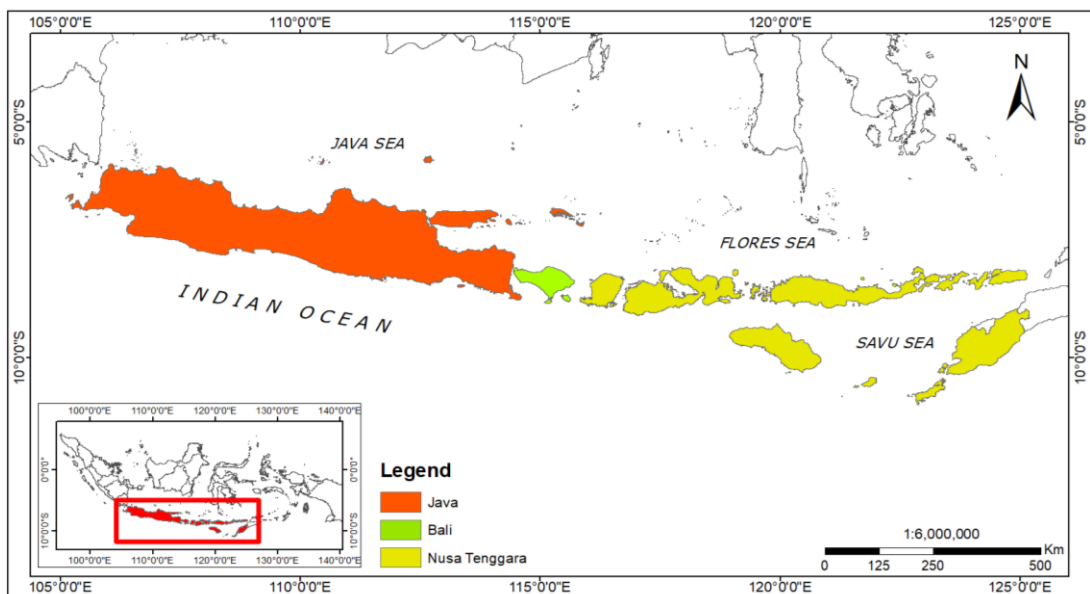 105°0'0"E 110°0'0"E 115°0'0"E 120°0'0"E 125°0'0"E
N
5°0'0"S 5°0'0"S
JAVA SEA
FLORES SEA
INDIAN OCEAN
SAVU SEA
10°0'0"S 10°0'0"S
100°0'0"E 110°0'0"E 120°0'0"E 130°0'0"E 140°0'0"E
0°0'0" 0°0'0"
10°0'0"S 10°0'0"S
100°0'0"E 110°0'0"E 120°0'0"E 130°0'0"E 140°0'0"E
Legend
Java
Bali
Nusa Tenggara
1:6,000,000
Km
0 125 250 500
105°0'0"E 110°0'0"E 115°0'0"E 120°0'0"E 125°0'0"E